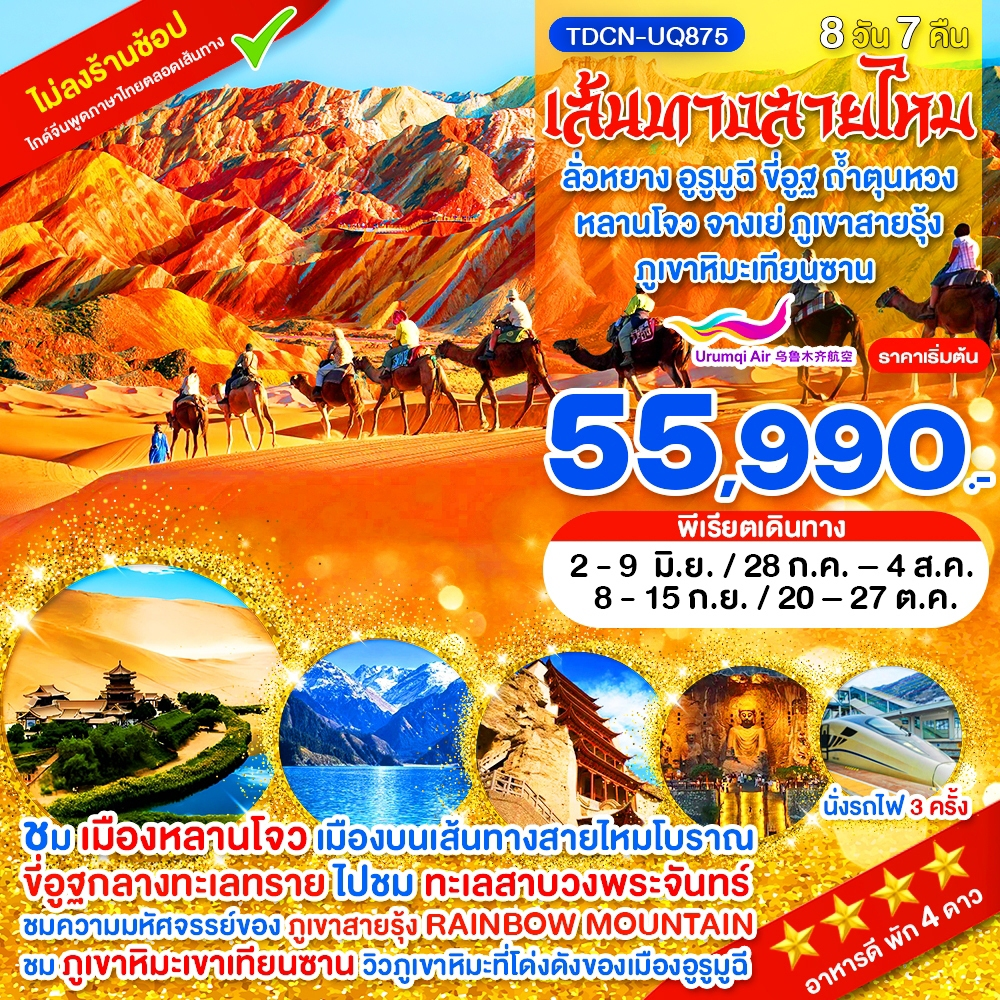 ไม่ลงร้านช้อป
ไกด์จีนพูดภาษาไทยตลอดเส้นทาง
TDCN-UQ875
8 วัน 7 คืน
เส้นทางสายไหม
ลั่วหยาง อูรูมูฉี ขี่อูฐ ถ้ำตุนหวง
หลานโจว จางเย่ ภูเขาสายรุ้ง
ภูเขาหิมะเทียนซาน
Urumqi Air 乌鲁木齐航空
ราคาเริ่มต้น
55,990.-
พีเรียตเดินทาง
2 - 9 มิ.ย. / 28 ก.ค. – 4 ส.ค.
8 - 15 ก.ย. / 20 – 27 ต.ค.
นั่งรถไฟ 3 ครั้ง
ชม เมืองหลานโจว เมืองบนเส้นทางสายไหมโบราณ
ขี่อูฐกลางทะเลทราย ไปชม ทะเลสาบวงพระจันทร์
ชมความมหัศจรรย์ของ ภูเขาสายรุ้ง RAINBOW MOUNTAIN
ชม ภูเขาหิมะเขาเทียนซาน วิวภูเขาหิมะที่โด่งดังของเมืองอูรูมูฉี
อาหารดี พัก 4 ดาว